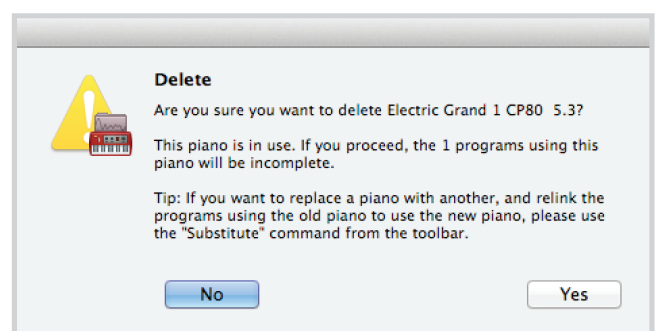 Delete
Are you sure you want to delete Electric Grand 1 CP80  5.3?
This piano is in use. If you proceed, the 1 programs using this
piano will be incomplete.
Tip: If you want to replace a piano with another, and relink the
programs using the old piano to use the new piano, please use
the "Substitute" command from the toolbar.
No
Yes